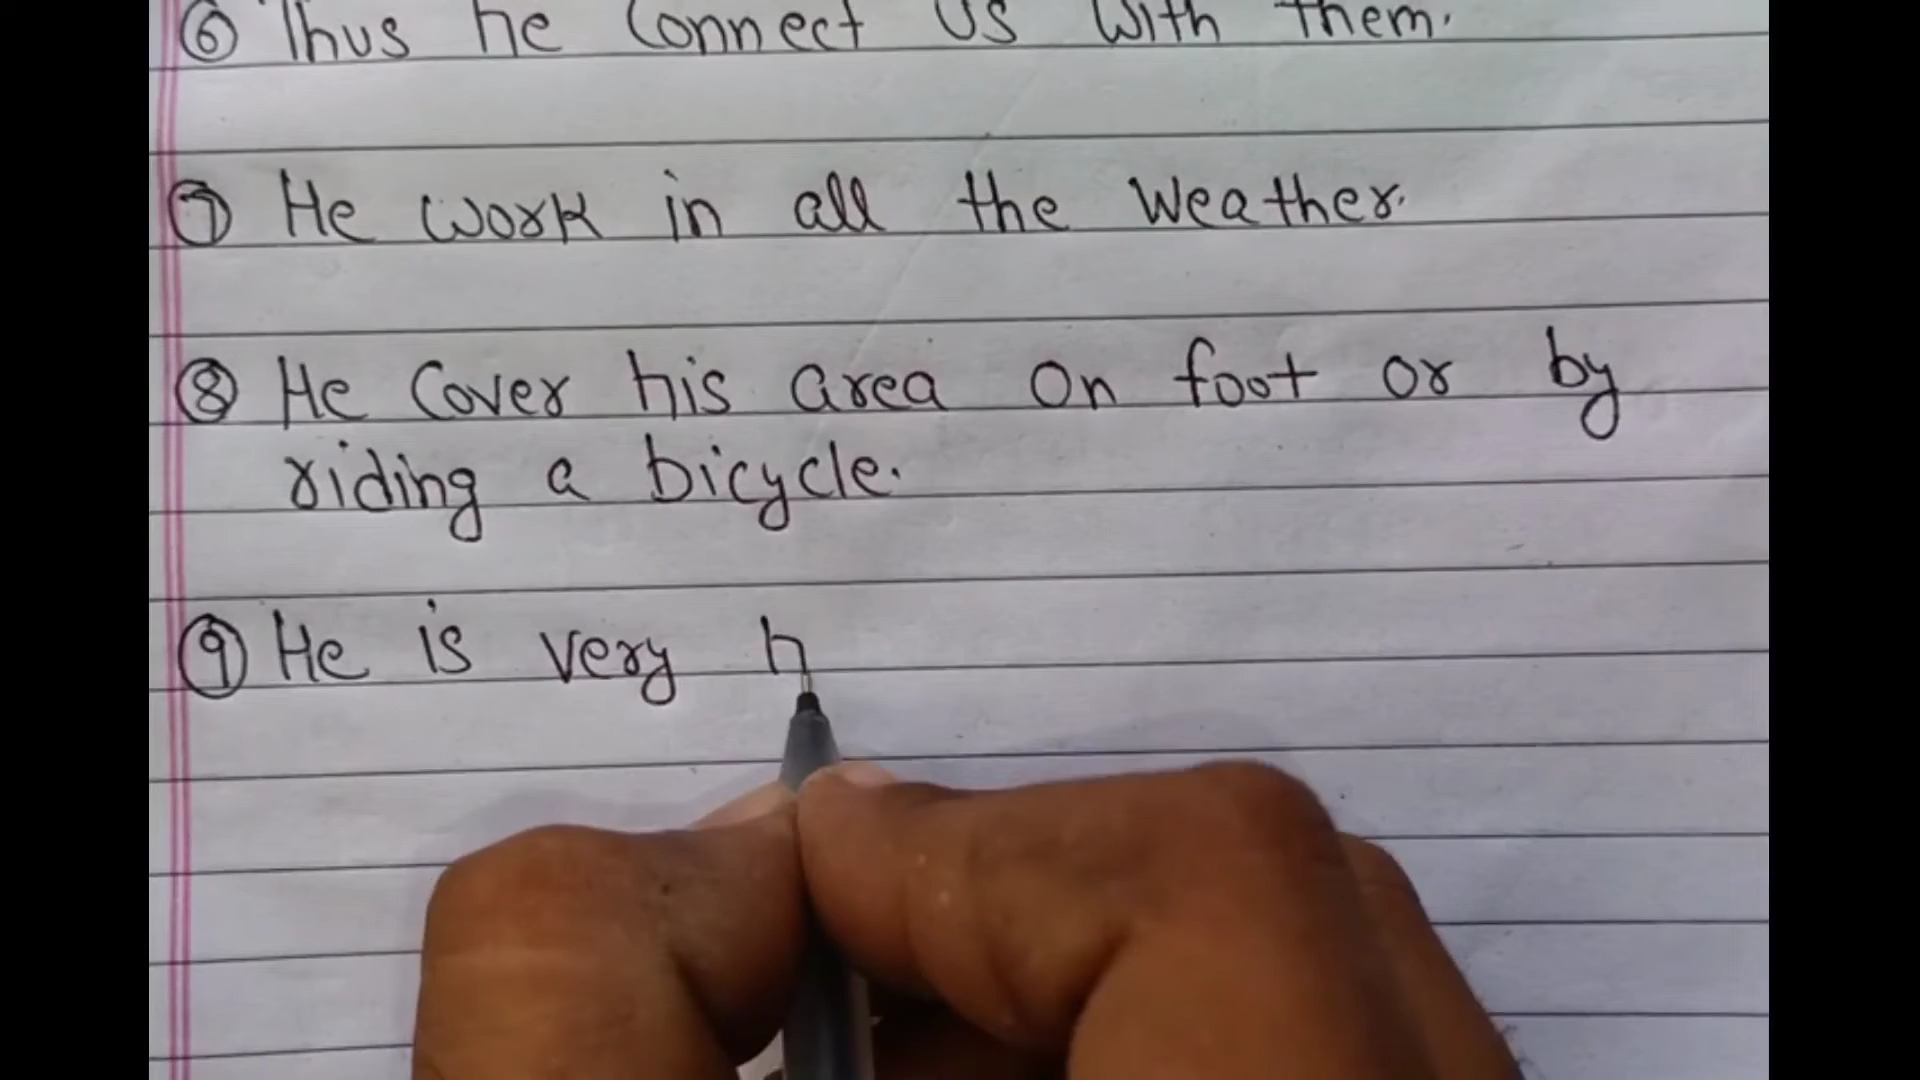 ⑥ Thus he Connect Us With them.
⑦ He work in all the Weather.
⑧ He Cover his area On foot or by
riding a bicycle.
⑨ He is very h